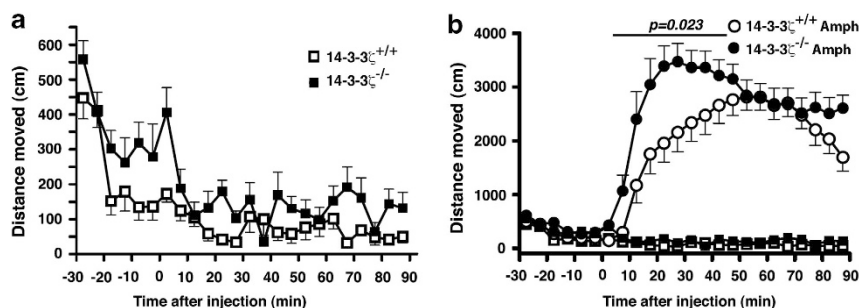 a
14-3-3ζ+/+
14-3-3ζ-/-
Distance moved (cm)
600
500
400
300
200
100
0
-30 -20 -10 0 10 20 30 40 50 60 70 80 90
Time after injection (min)
b
p=0.023
14-3-3ζ+/+ Amph
14-3-3ζ-/- Amph
Distance moved (cm)
4000
3000
2000
1000
0
-30 -20 -10 0 10 20 30 40 50 60 70 80 90
Time after injection (min)